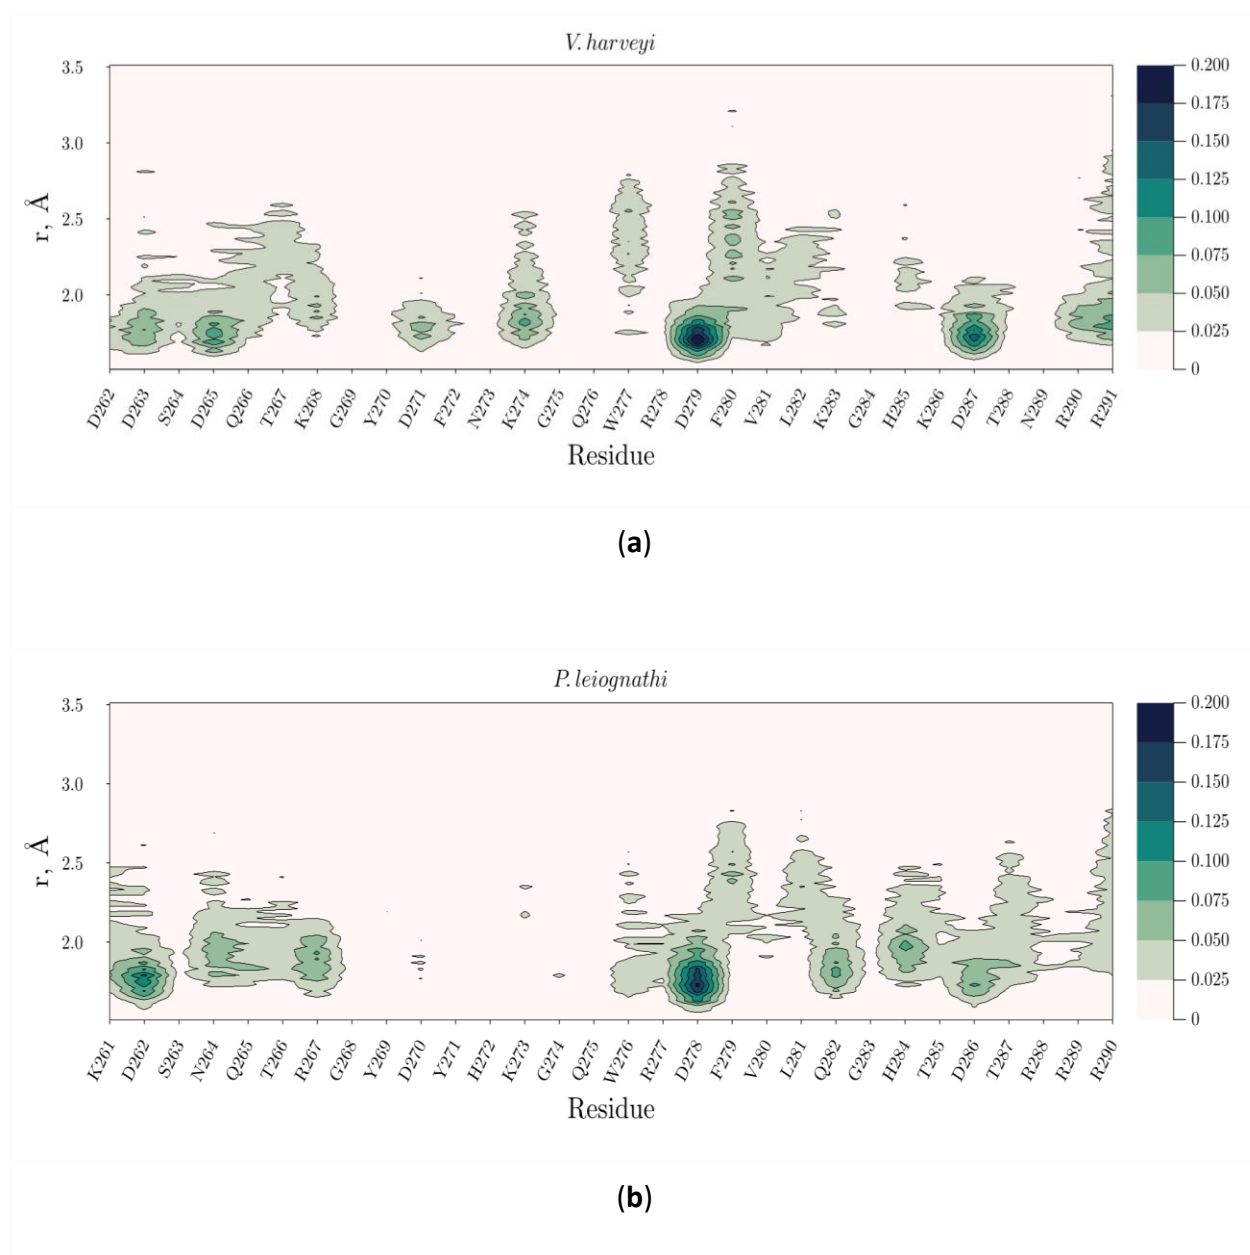 V. harveyi
3.5
3.0
2.5
2.0
r, Å
0.200
0.175
0.150
0.125
0.100
0.075
0.050
0.025
0
D262 D263 S264 D265 Q266 T267 K268 G269 Y270 D271 F272 N273 K274 G275 Q276 W277 R278 D279 F280 V281 L282 K283 G284 H285 K286 D287 T288 N289 R290 R291
Residue
(a)
P. leiognathi
3.5
3.0
2.5
2.0
r, Å
0.200
0.175
0.150
0.125
0.100
0.075
0.050
0.025
0
K261 D262 S263 N264 Q265 T266 R267 G268 Y269 D270 Y271 H272 K273 G274 Q275 W276 R277 D278 F279 V280 L281 Q282 G283 H284 T285 D286 T287 R288 R289 R290
Residue
(b)